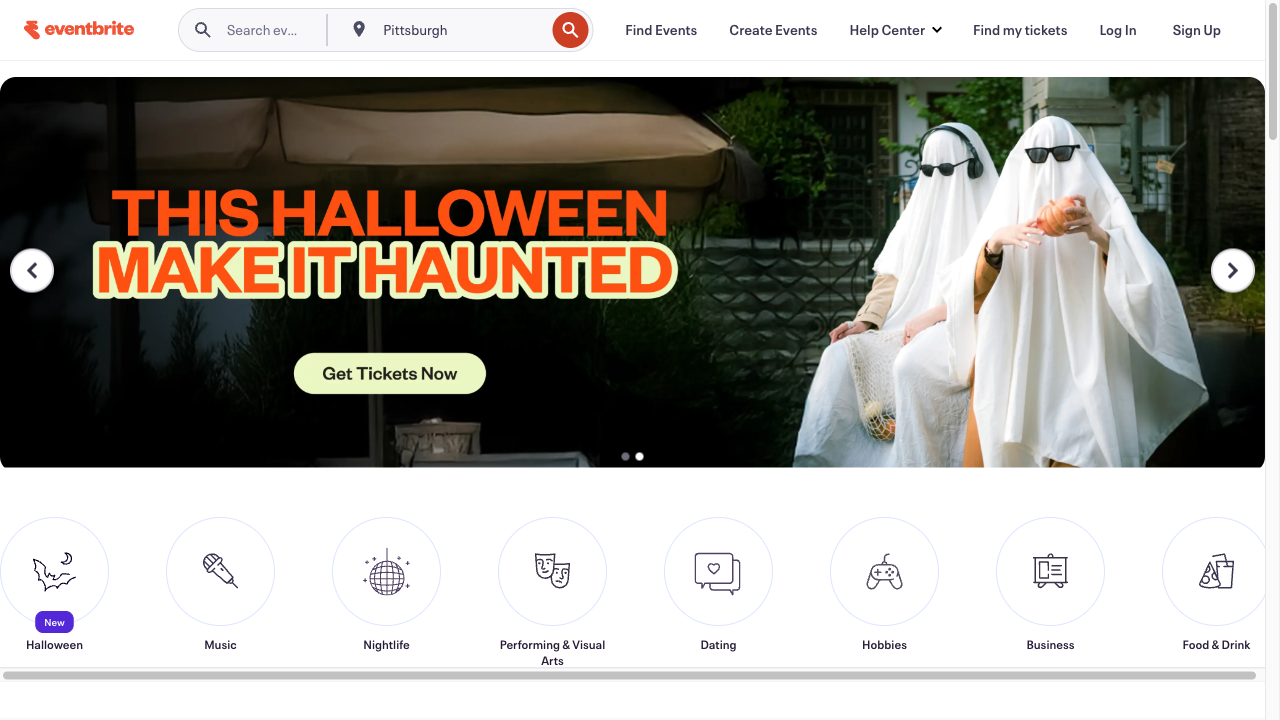 eventbrite
Search ev...
Pittsburgh
Find Events
Create Events
Help Center
Find my tickets
Log In
Sign Up
THIS HALLOWEEN
MAKE IT HAUNTED
Get Tickets Now
New
Halloween
Music
Nightlife
Performing & Visual
Arts
Dating
Hobbies
Business
Food & Drink